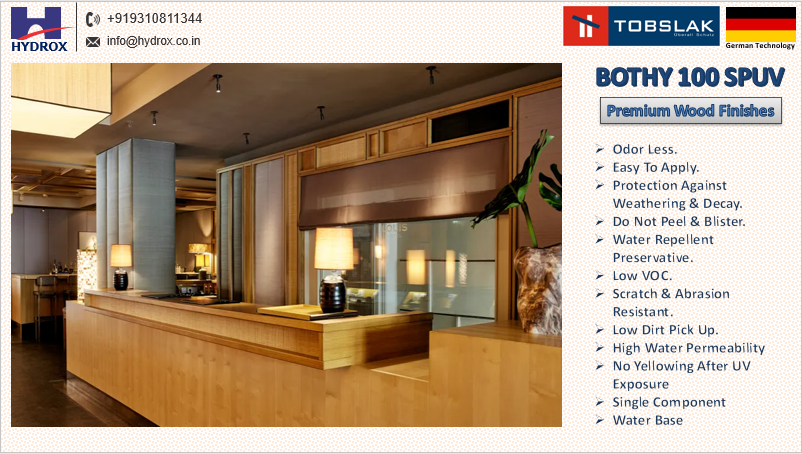 HYDROX
+919310811344
info@hydrox.co.in
TOBSLAK
Überall Schutz
German Technology
BOTHY 100 SPUV
Premium Wood Finishes
➢ Odor Less.
➢ Easy To Apply.
➢ Protection Against
Weathering & Decay.
➢ Do Not Peel & Blister.
➢ Water Repellent
Preservative.
➢ Low VOC.
➢ Scratch & Abrasion
Resistant.
➢ Low Dirt Pick Up.
➢ High Water Permeability
➢ No Yellowing After UV
Exposure
➢ Single Component
➢ Water Base